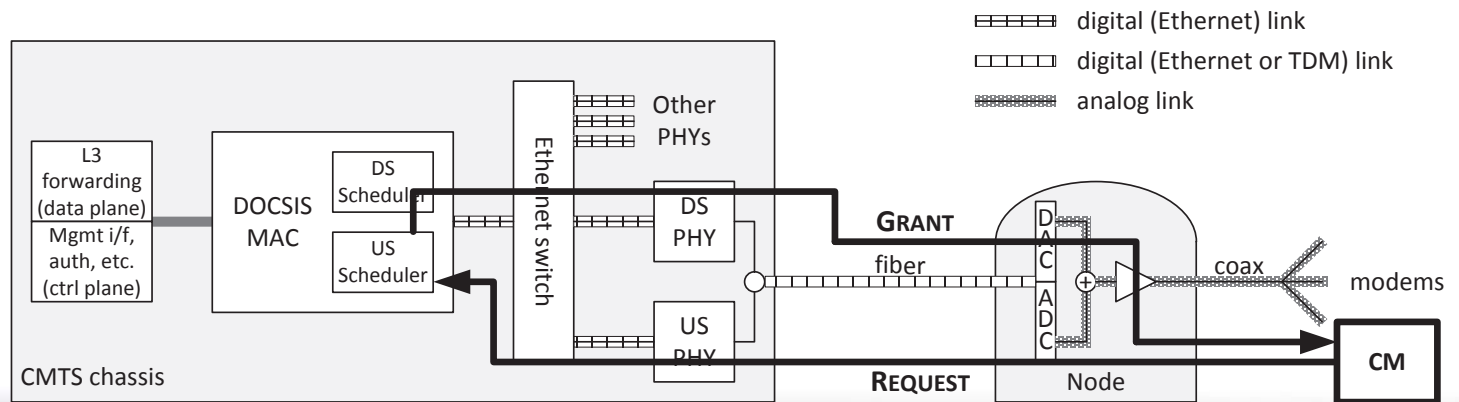 digital (Ethernet) link
digital (Ethernet or TDM) link
analog link
Other
PHYs
L3
forwarding
(data plane)
Mgmt i/f,
auth, etc.
(ctrl plane)
DOCSIS
MAC
DS
Scheduler
US
Scheduler
Ethernet switch
DS
PHY
US
PHY
GRANT
fiber
REQUEST
DAC
ADC
+
Node
coax
modems
CM
CMTS chassis